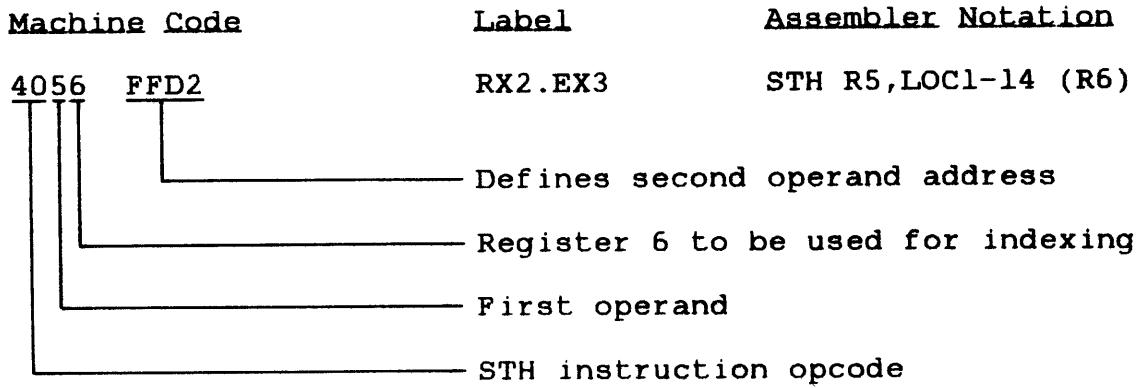 Machine Code Label Assembler Notation
4056 FFD2 RX2.EX3 STH R5,LOC1-14 (R6)
Defines second operand address
Register 6 to be used for indexing
First operand
STH instruction opcode